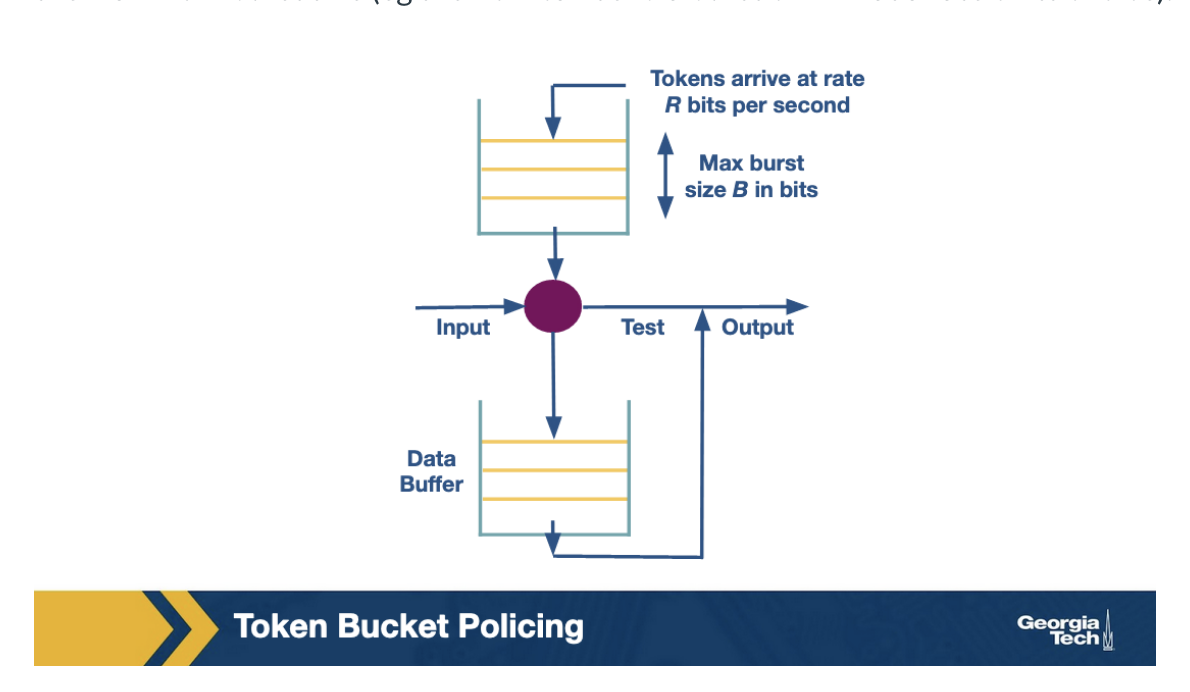 Tokens arrive at rate
R bits per second
Max burst
size B in bits
Input
Test
Output
Data
Buffer
Token Bucket Policing
Georgia
Tech